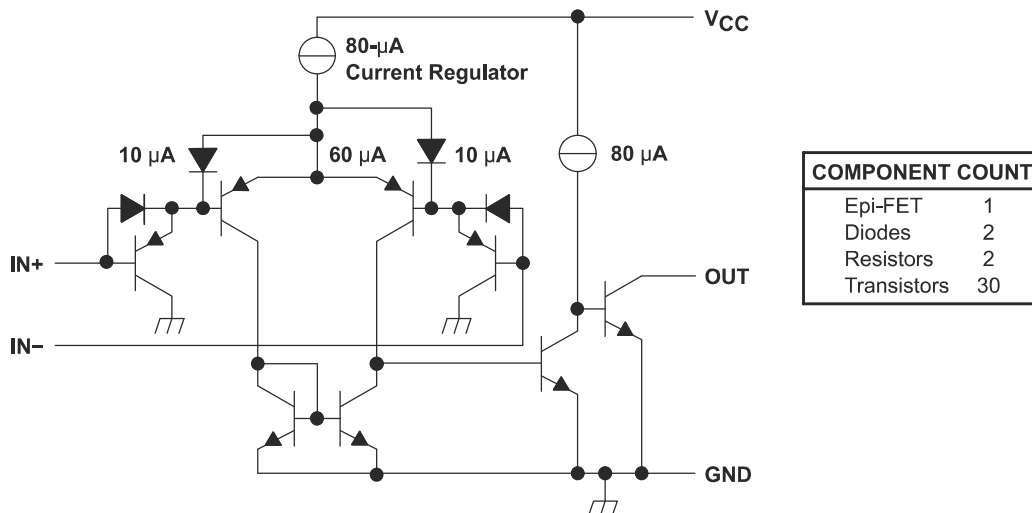 V_CC
80-μA
Current Regulator
10 μA
60 μA
10 μA
80 μA
IN+
OUT
IN−
GND
COMPONENT COUNT
Epi-FET 1
Diodes 2
Resistors 2
Transistors 30